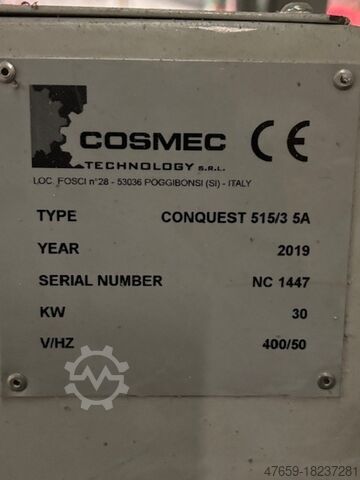 COSMEC
TECHNOLOGY S.R.L.
CE
LOC. FOSCI n°28 - 53036 POGGIBONSI (SI) - ITALY
TYPE CONQUEST 515/3 5A
YEAR 2019
SERIAL NUMBER NC 1447
KW 30
V/HZ 400/50
47659-18237281